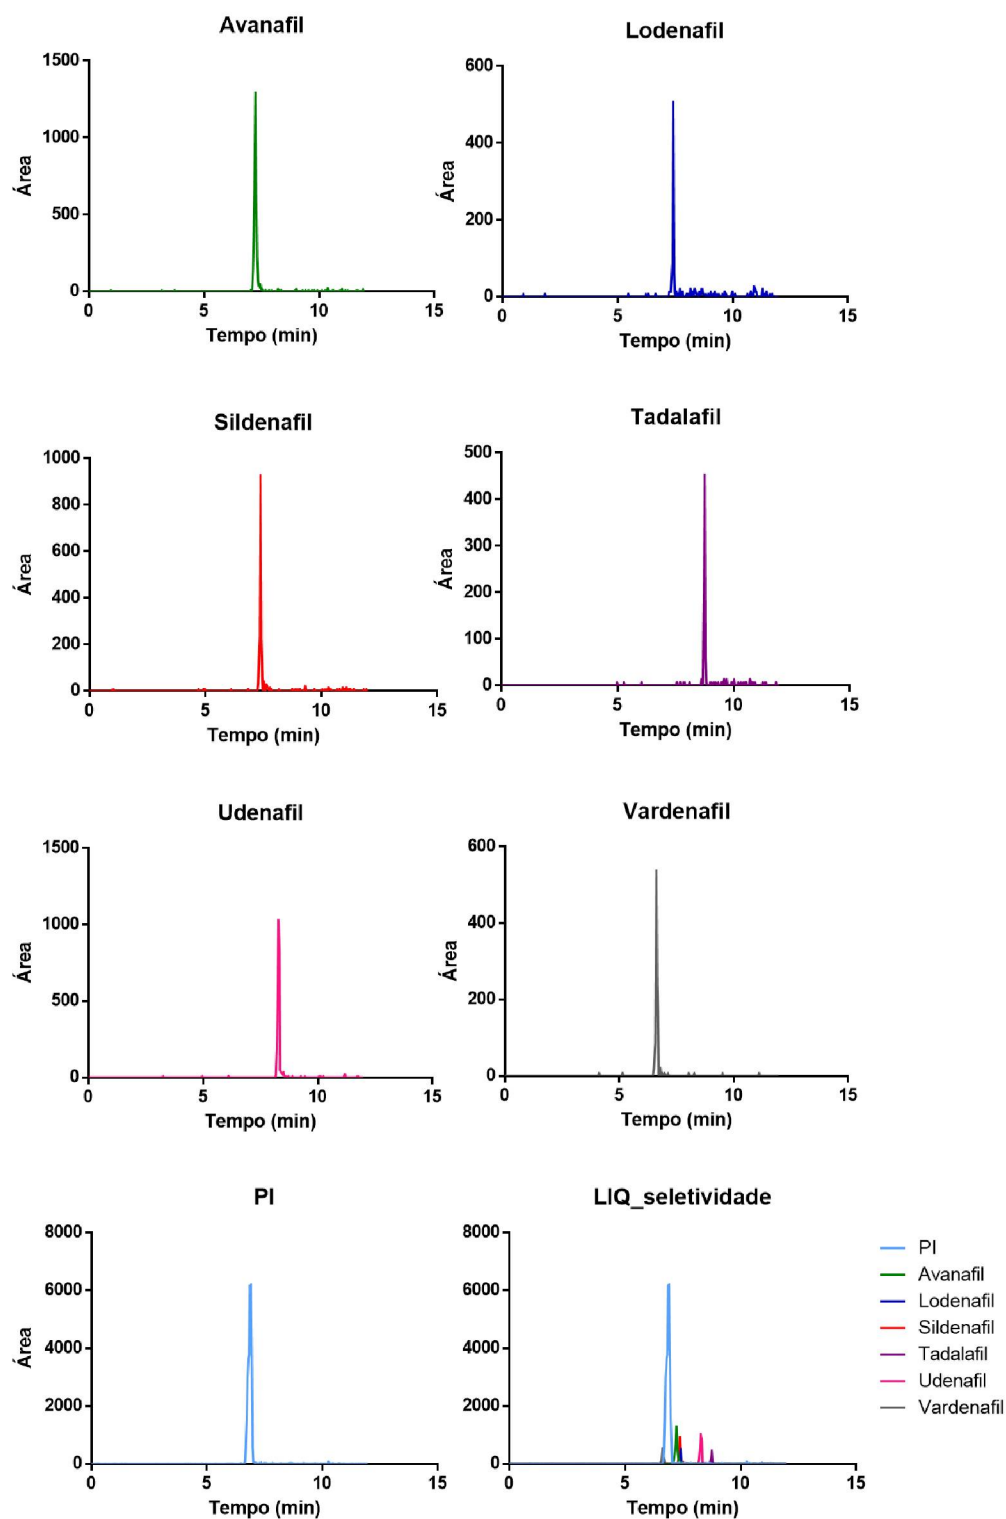 Avanafil
1500
1000
500
0
Área
0 5 10 15
Tempo (min)
Lodenafil
600
400
200
0
Área
0 5 10 15
Tempo (min)
Sildenafil
1000
800
600
400
200
0
Área
0 5 10 15
Tempo (min)
Tadalafil
500
400
300
200
100
0
Área
0 5 10 15
Tempo (min)
Udenafil
1500
1000
500
0
Área
0 5 10 15
Tempo (min)
Vardenafil
600
400
200
0
Área
0 5 10 15
Tempo (min)
PI
8000
6000
4000
2000
0
Área
0 5 10 15
Tempo (min)
LIQ_seletividade
8000
6000
4000
2000
0
0 5 10 15
Tempo (min)
PI
Avanafil
Lodenafil
Sildenafil
Tadalafil
Udenafil
Vardenafil